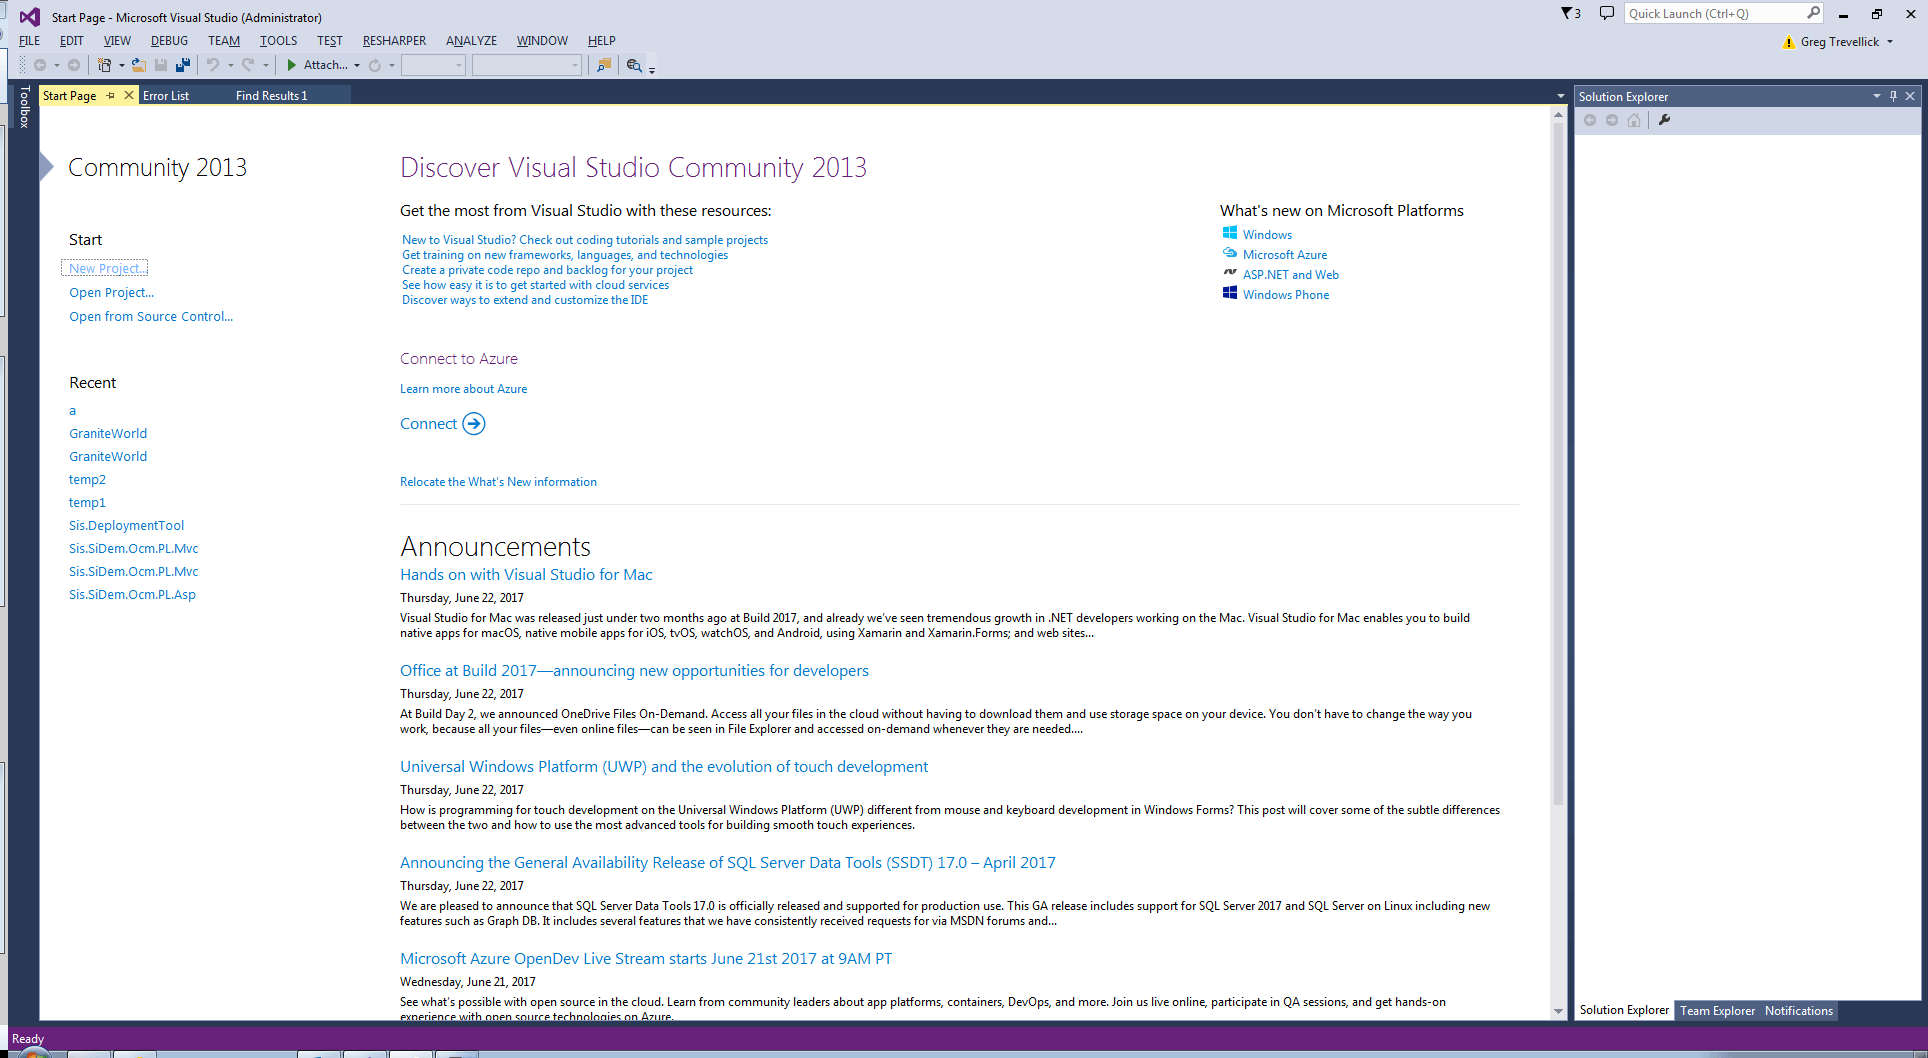 Start Page - Microsoft Visual Studio (Administrator)
3
Quick Launch (Ctrl+Q)
FILE EDIT VIEW DEBUG TEAM TOOLS TEST RESHARPER ANALYZE WINDOW HELP
Greg Trevellick
Attach...
Toolbox
Start Page Error List Find Results 1
Solution Explorer
Community 2013
Start
New Project...
Open Project...
Open from Source Control...
Recent
a
GraniteWorld
GraniteWorld
temp2
temp1
Sis.DeploymentTool
Sis.SiDem.Ocm.PL.Mvc
Sis.SiDem.Ocm.PL.Mvc
Sis.SiDem.Ocm.PL.Asp
Discover Visual Studio Community 2013
Get the most from Visual Studio with these resources:
New to Visual Studio? Check out coding tutorials and sample projects
Get training on new frameworks, languages, and technologies
Create a private code repo and backlog for your project
See how easy it is to get started with cloud services
Discover ways to extend and customize the IDE
What's new on Microsoft Platforms
Windows
Microsoft Azure
ASP.NET and Web
Windows Phone
Connect to Azure
Learn more about Azure
Connect
Relocate the What's New information
Announcements
Hands on with Visual Studio for Mac
Thursday, June 22, 2017
Visual Studio for Mac was released just under two months ago at Build 2017, and already we've seen tremendous growth in .NET developers working on the Mac. Visual Studio for Mac enables you to build
native apps for macOS, native mobile apps for iOS, tvOS, watchOS, and Android, using Xamarin and Xamarin.Forms; and web sites...
Office at Build 2017—announcing new opportunities for developers
Thursday, June 22, 2017
At Build Day 2, we announced OneDrive Files On-Demand. Access all your files in the cloud without having to download them and use storage space on your device. You don't have to change the way you
work, because all your files—even online files—can be seen in File Explorer and accessed on-demand whenever they are needed....
Universal Windows Platform (UWP) and the evolution of touch development
Thursday, June 22, 2017
How is programming for touch development on the Universal Windows Platform (UWP) different from mouse and keyboard development in Windows Forms? This post will cover some of the subtle differences
between the two and how to use the most advanced tools for building smooth touch experiences.
Announcing the General Availability Release of SQL Server Data Tools (SSDT) 17.0 – April 2017
Thursday, June 22, 2017
We are pleased to announce that SQL Server Data Tools 17.0 is officially released and supported for production use. This GA release includes support for SQL Server 2017 and SQL Server on Linux including new
features such as Graph DB. It includes several features that we have consistently received requests for via MSDN forums and...
Microsoft Azure OpenDev Live Stream starts June 21st 2017 at 9AM PT
Wednesday, June 21, 2017
See what's possible with open source in the cloud. Learn from community leaders about app platforms, containers, DevOps, and more. Join us live online, participate in QA sessions, and get hands-on
experience with open source technologies on Azure.
Solution Explorer Team Explorer Notifications
Ready